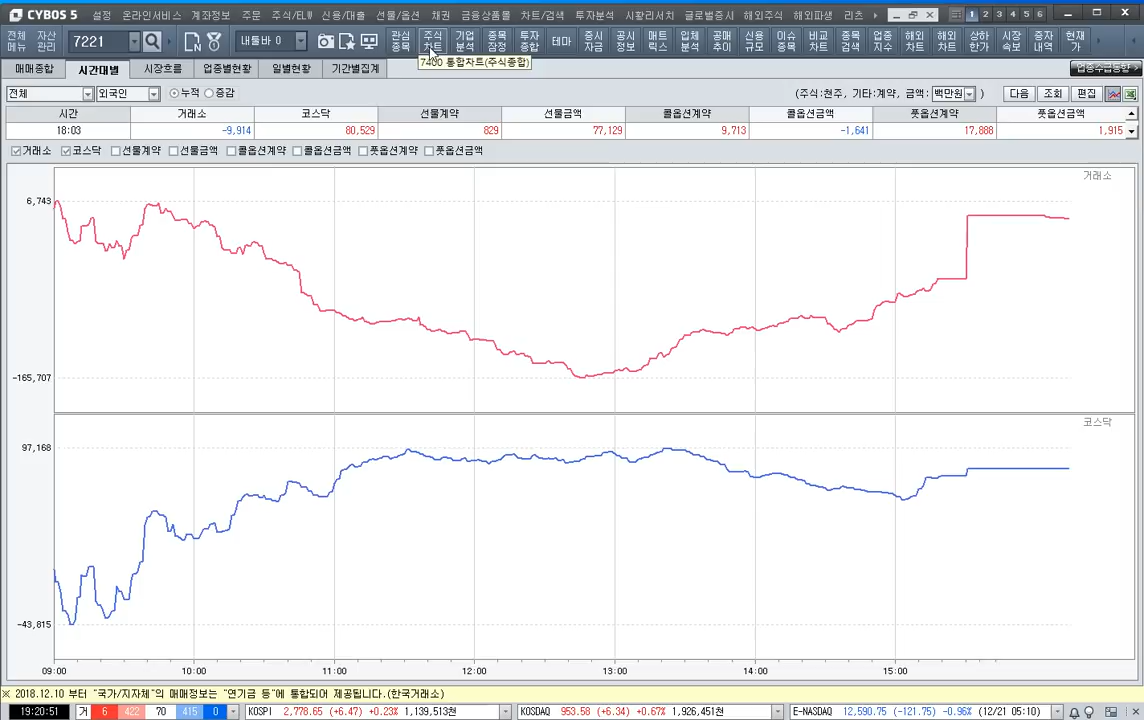 CYBOS 5 설정 온라인서비스 계좌정보 주문 주식/ELW 신용/대출 선물/옵션 채권 금융상품몰 차트/검색 투자분석 시황리서치 글로벌증시 해외주식 해외파생 리츠 1 2 3 4 5 6
전체메뉴 자산관리 7221 내툴바 0 관심종목 주식차트 기업분석 종목잠정 투자종합 테마 증시자금 공시정보 매트릭스 입체분석 공매추이 신용규모 이슈종목 비교차트 종목검색 업종지수 해외차트 상하한가 시장속보 증자내역 현재가
7400 통합차트(주식종합)
매매종합 시간대별 시장흐름 업종별현황 일별현황 기간별집계 업종수급동향
전체 외국인 누적 증감 (주식:천주, 기타:계약, 금액: 백만원 ) 다음 조회 편집
시간 거래소 코스닥 선물계약 선물금액 콜옵션계약 콜옵션금액 풋옵션계약 풋옵션금액
18:03 -9,914 80,529 829 77,129 9,713 -1,641 17,888 1,915
거래소 코스닥 선물계약 선물금액 콜옵션계약 콜옵션금액 풋옵션계약 풋옵션금액
거래소
6,743
-165,707
코스닥
97,168
-43,815
09:00 10:00 11:00 12:00 13:00 14:00 15:00
※ 2018.12.10 부터 "국가/지자체"의 매매정보는 "연기금 등"에 통합되어 제공됩니다.(한국거래소)
19:20:51 거 6 422 70 415 0 KOSPI 2,778.65 (+6.47) +0.23% 1,139,513천 KOSDAQ 953.58 (+6.34) +0.67% 1,926,451천 E-NASDAQ 12,590.75 (-121.75) -0.96% (12/21 05:10)